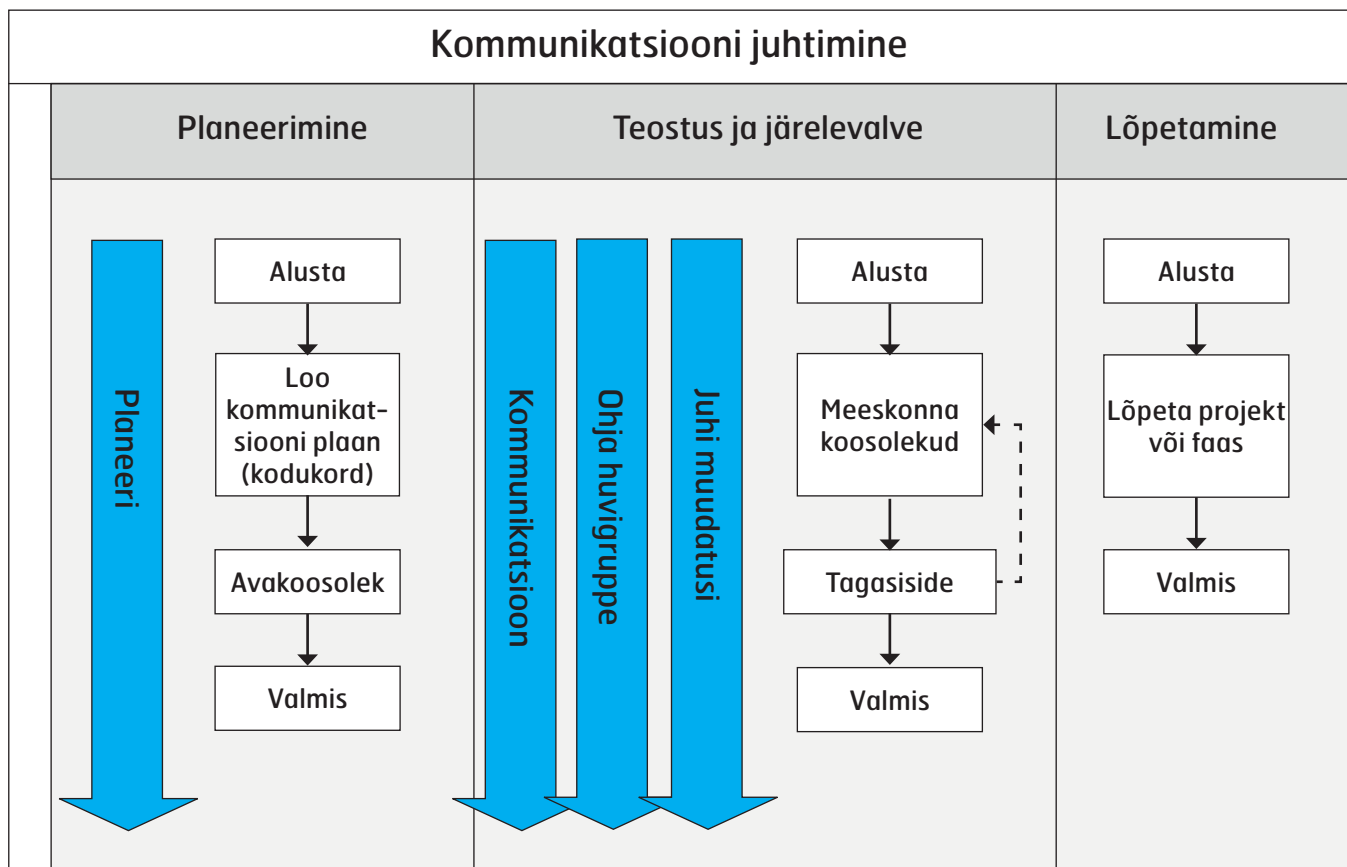 Kommunikatsiooni juhtimine
Planeerimine
Teostus ja järelevalve
Lõpetamine
Planeeri
Alusta
Loo
kommunikat-
siooni plaan
(kodukord)
Avakoosolek
Valmis
Kommunikatsioon
Ohja huvigruppe
Juhi muudatusi
Alusta
Meeskonna
koosolekud
Tagasiside
Valmis
Alusta
Lõpeta projekt
või faas
Valmis